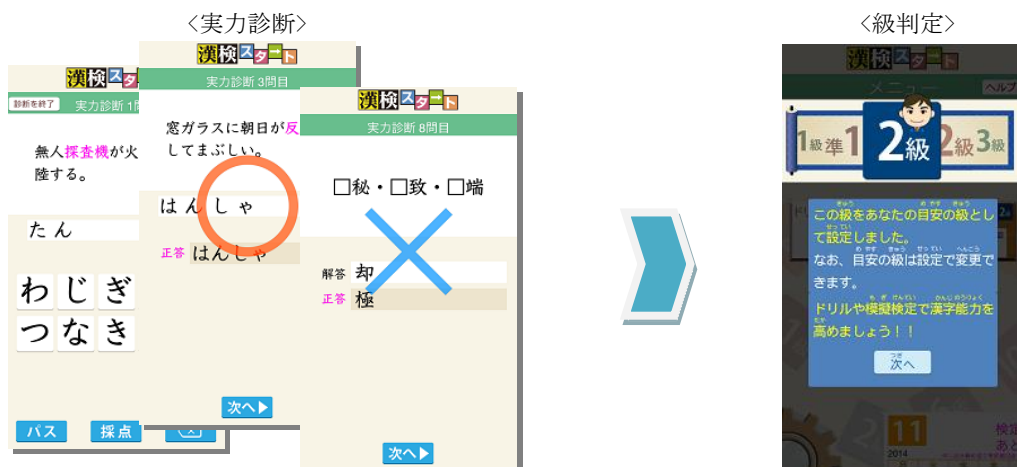 <実力診断>
漢検スタ
診断を終了 実力診断 1
無人探査機が火
陸する。
たん
わじぎ
つなき
パス 採点
漢検スタート
実力診断 3問目
窓ガラスに朝日が反
してまぶしい。
はんしゃ
正答 はんしゃ
次へ
漢検スタート
実力診断 8問目
□秘・□致・□端
解答 却
正答 極
次へ
<級判定>
漢検スタート
メニュー ヘルプ
1級 準1 2級 2級 3級
この級をあなたの目安の級とし
て設定しました。
なお、目安の級は設定で変更で
きます。
ドリルや模擬検定で漢字能力を
高めましょう！！
次へ
11
2014
検定
あと